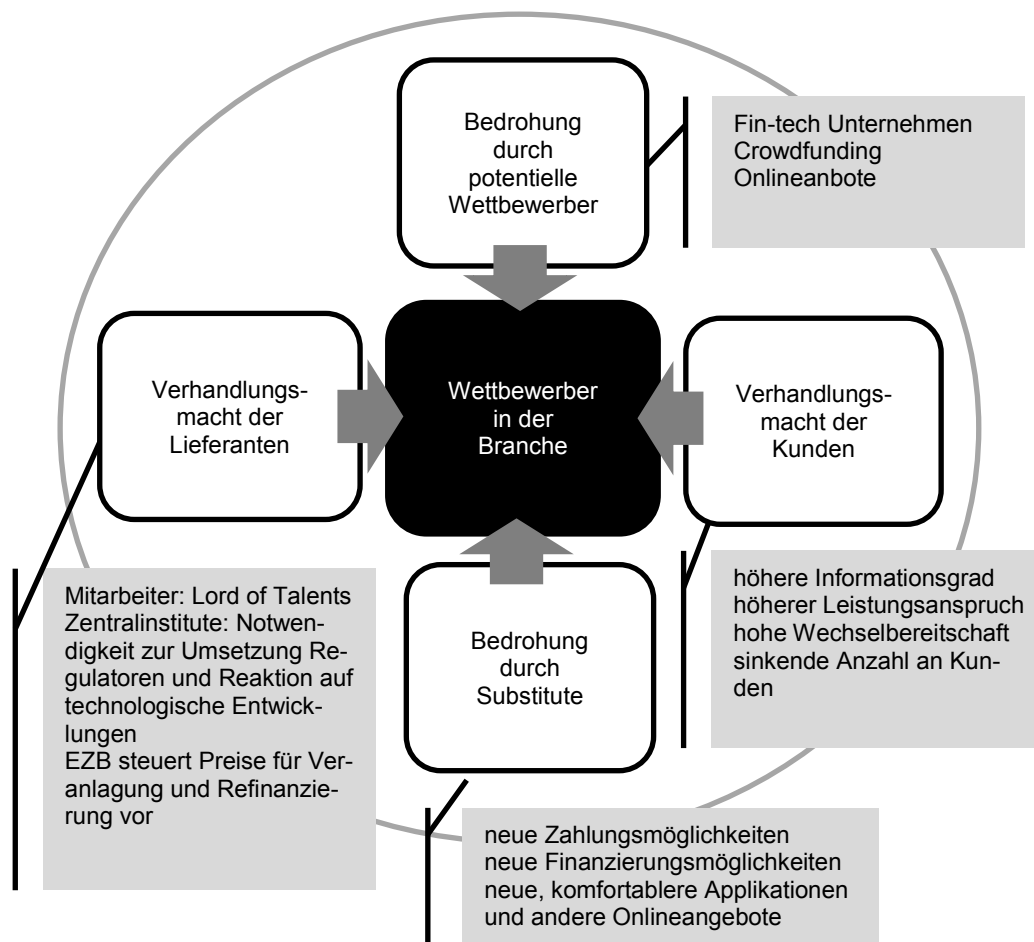 Bedrohung
durch
potentielle
Wettbewerber
Fin-tech Unternehmen
Crowdfunding
Onlineanbote
Verhandlungs-
macht der
Lieferanten
Wettbewerber
in der
Branche
Verhandlungs-
macht der
Kunden
Mitarbeiter: Lord of Talents
Zentralinstitute: Notwen-
digkeit zur Umsetzung Re-
gulatoren und Reaktion auf
technologische Entwick-
lungen
EZB steuert Preise für Ver-
anlagung und Refinanzie-
rung vor
Bedrohung
durch
Substitute
höhere Informationsgrad
höherer Leistungsanspruch
hohe Wechselbereitschaft
sinkende Anzahl an Kun-
den
neue Zahlungsmöglichkeiten
neue Finanzierungsmöglichkeiten
neue, komfortablere Applikationen
und andere Onlineangebote